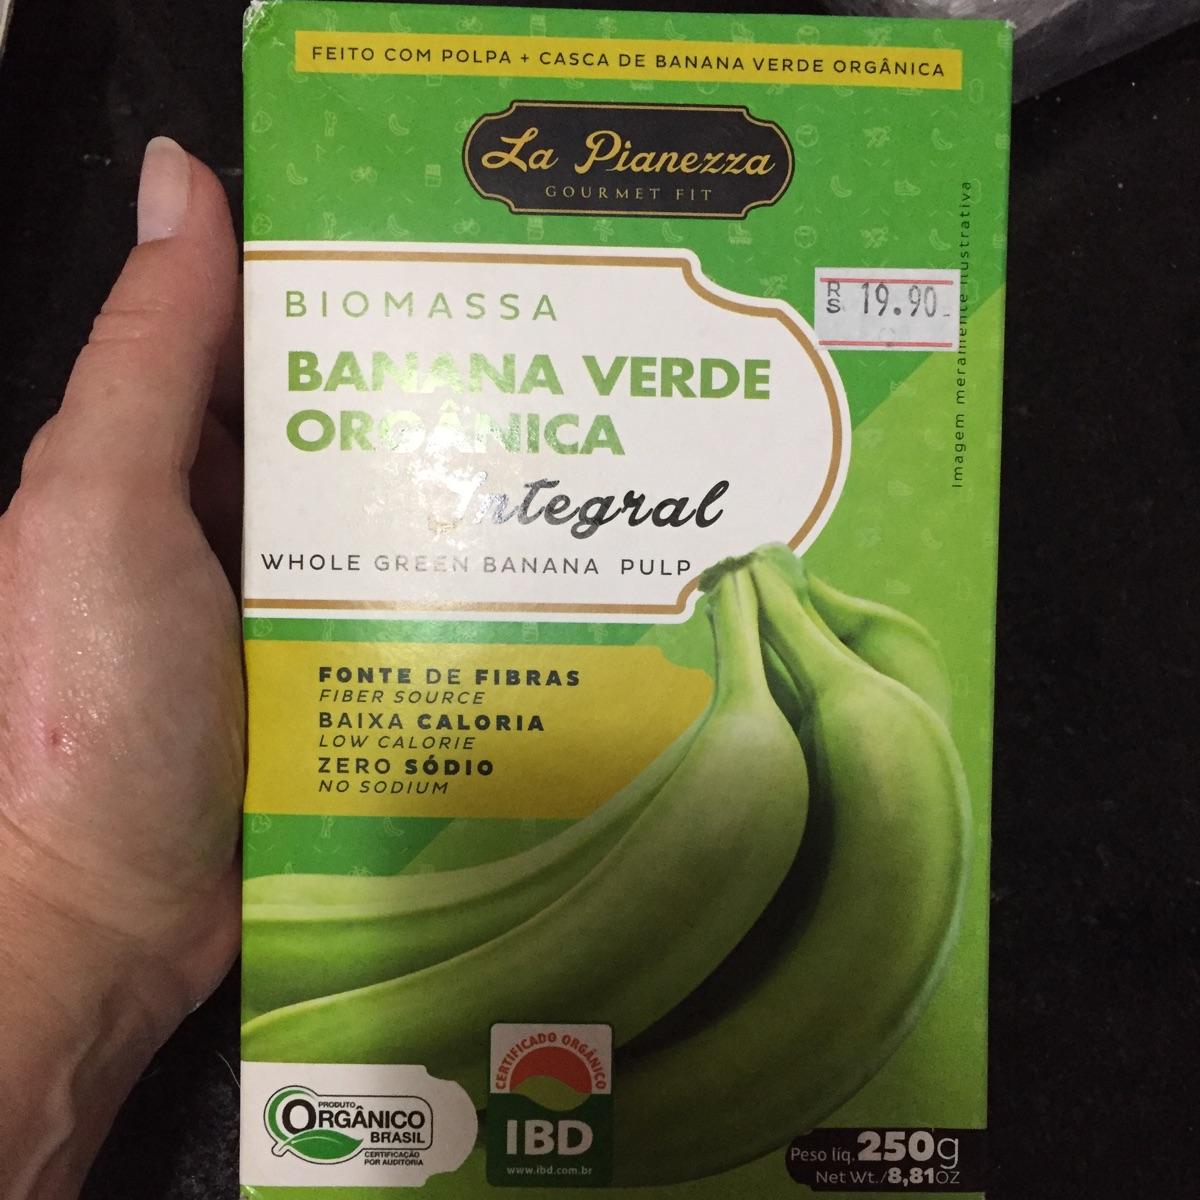 FEITO COM POLPA + CASCA DE BANANA VERDE ORGÂNICA
La Pianezza
GOURMET FIT
R$ 19.90
Imagem meramente ilustrativa
BIOMASSA
BANANA VERDE
ORGÂNICA
Integral
WHOLE GREEN BANANA PULP
FONTE DE FIBRAS
FIBER SOURCE
BAIXA CALORIA
LOW CALORIE
ZERO SÓDIO
NO SODIUM
PRODUTO
ORGÂNICO
BRASIL
CERTIFICAÇÃO
POR AUDITORIA
CERTIFICADO ORGÂNICO
IBD
www.ibd.com.br
Peso líq. 250g
Net Wt./8,81OZ